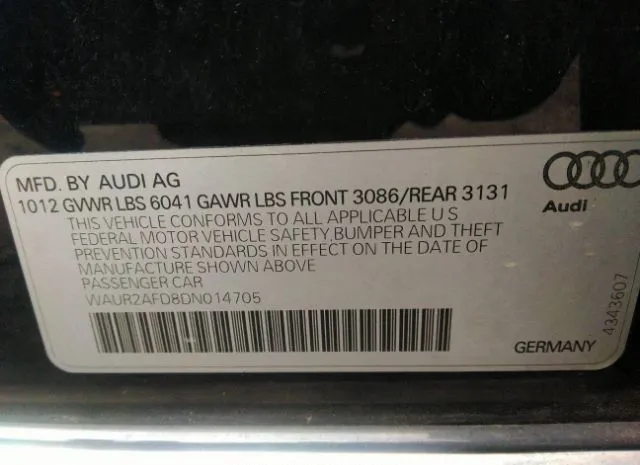 MFD. BY AUDI AG
1012 GVWR LBS 6041 GAWR LBS FRONT 3086/REAR 3131
THIS VEHICLE CONFORMS TO ALL APPLICABLE U S
FEDERAL MOTOR VEHICLE SAFETY,BUMPER AND THEFT
PREVENTION STANDARDS IN EFFECT ON THE DATE OF
MANUFACTURE SHOWN ABOVE
PASSENGER CAR
WAUR2AFD8DN014705
Audi
4343607
GERMANY